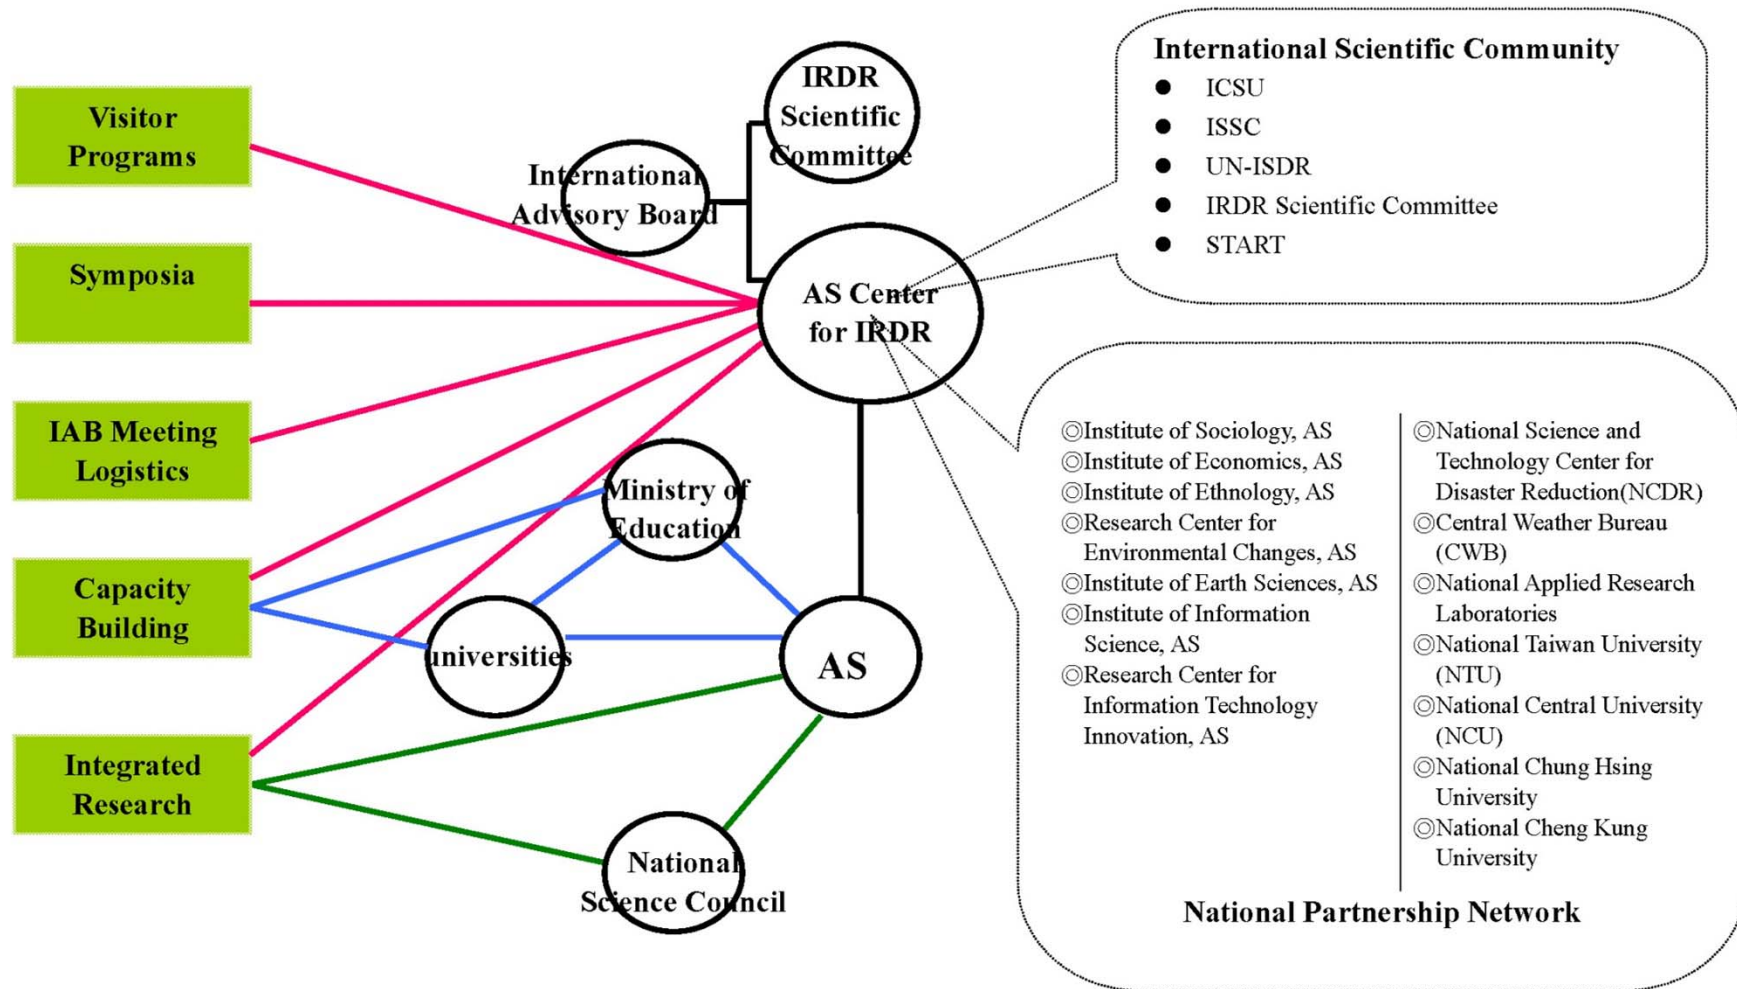 Visitor
Programs
Symposia
IAB Meeting
Logistics
Capacity
Building
Integrated
Research
IRDR
Scientific
Committee
International
Advisory Board
AS Center
for IRDR
Ministry of
Education
universities
AS
National
Science Council
International Scientific Community
● ICSU
● ISSC
● UN-ISDR
● IRDR Scientific Committee
● START
◎Institute of Sociology, AS
◎Institute of Economics, AS
◎Institute of Ethnology, AS
◎Research Center for
Environmental Changes, AS
◎Institute of Earth Sciences, AS
◎Institute of Information
Science, AS
◎Research Center for
Information Technology
Innovation, AS
◎National Science and
Technology Center for
Disaster Reduction(NCDR)
◎Central Weather Bureau
(CWB)
◎National Applied Research
Laboratories
◎National Taiwan University
(NTU)
◎National Central University
(NCU)
◎National Chung Hsing
University
◎National Cheng Kung
University
National Partnership Network